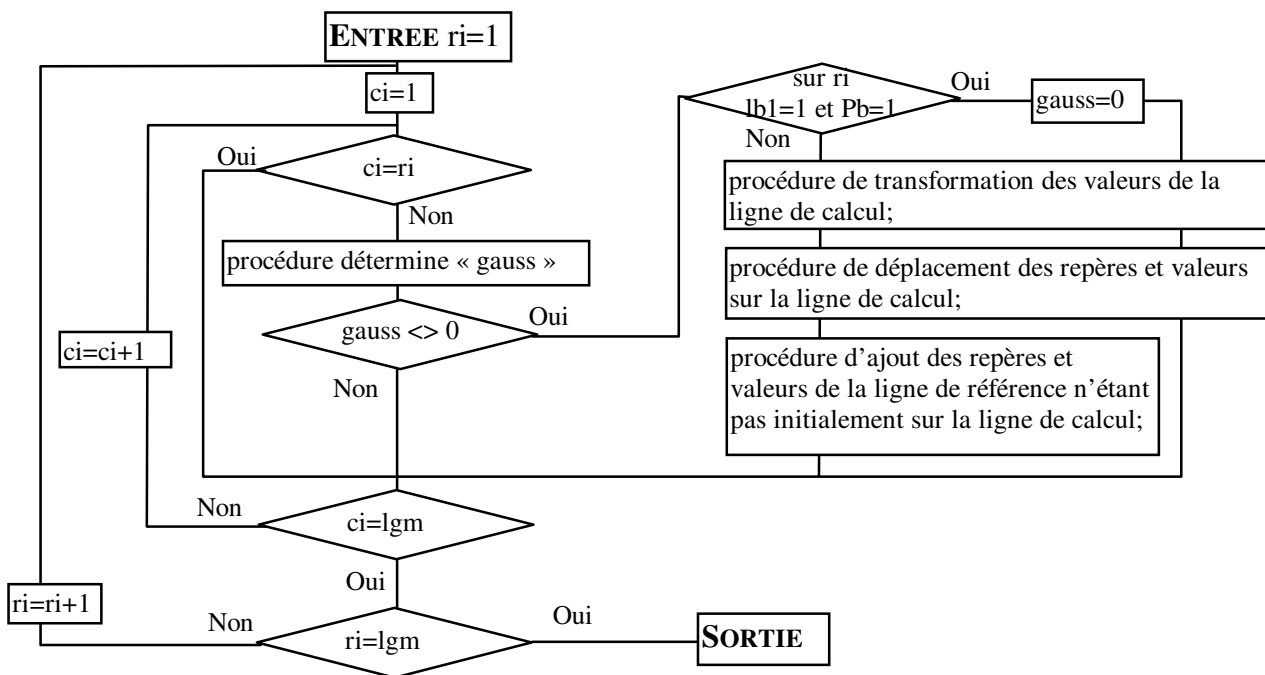 ENTREE ri=1
ci=1
Oui
ci=ri
Non
procédure détermine « gauss »
gauss <> 0
Oui
Non
ci=ci+1
sur ri
lb1=1 et Pb=1
Oui
gauss=0
Non
procédure de transformation des valeurs de la
ligne de calcul;
procédure de déplacement des repères et valeurs
sur la ligne de calcul;
procédure d’ajout des repères et
valeurs de la ligne de référence n’étant
pas initialement sur la ligne de calcul;
Non
ci=lgm
Oui
ri=ri+1
Non
ri=lgm
Oui
SORTIE